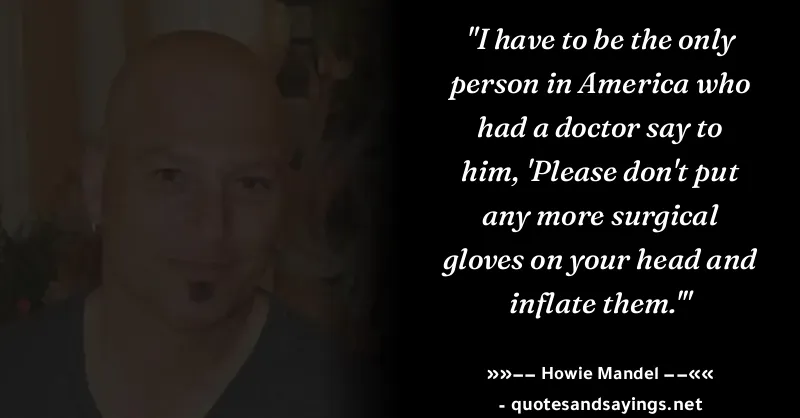 "I have to be the only
person in America who
had a doctor say to
him, 'Please don't put
any more surgical
gloves on your head and
inflate them.'"
»»–– Howie Mandel ––««
- quotesandsayings.net